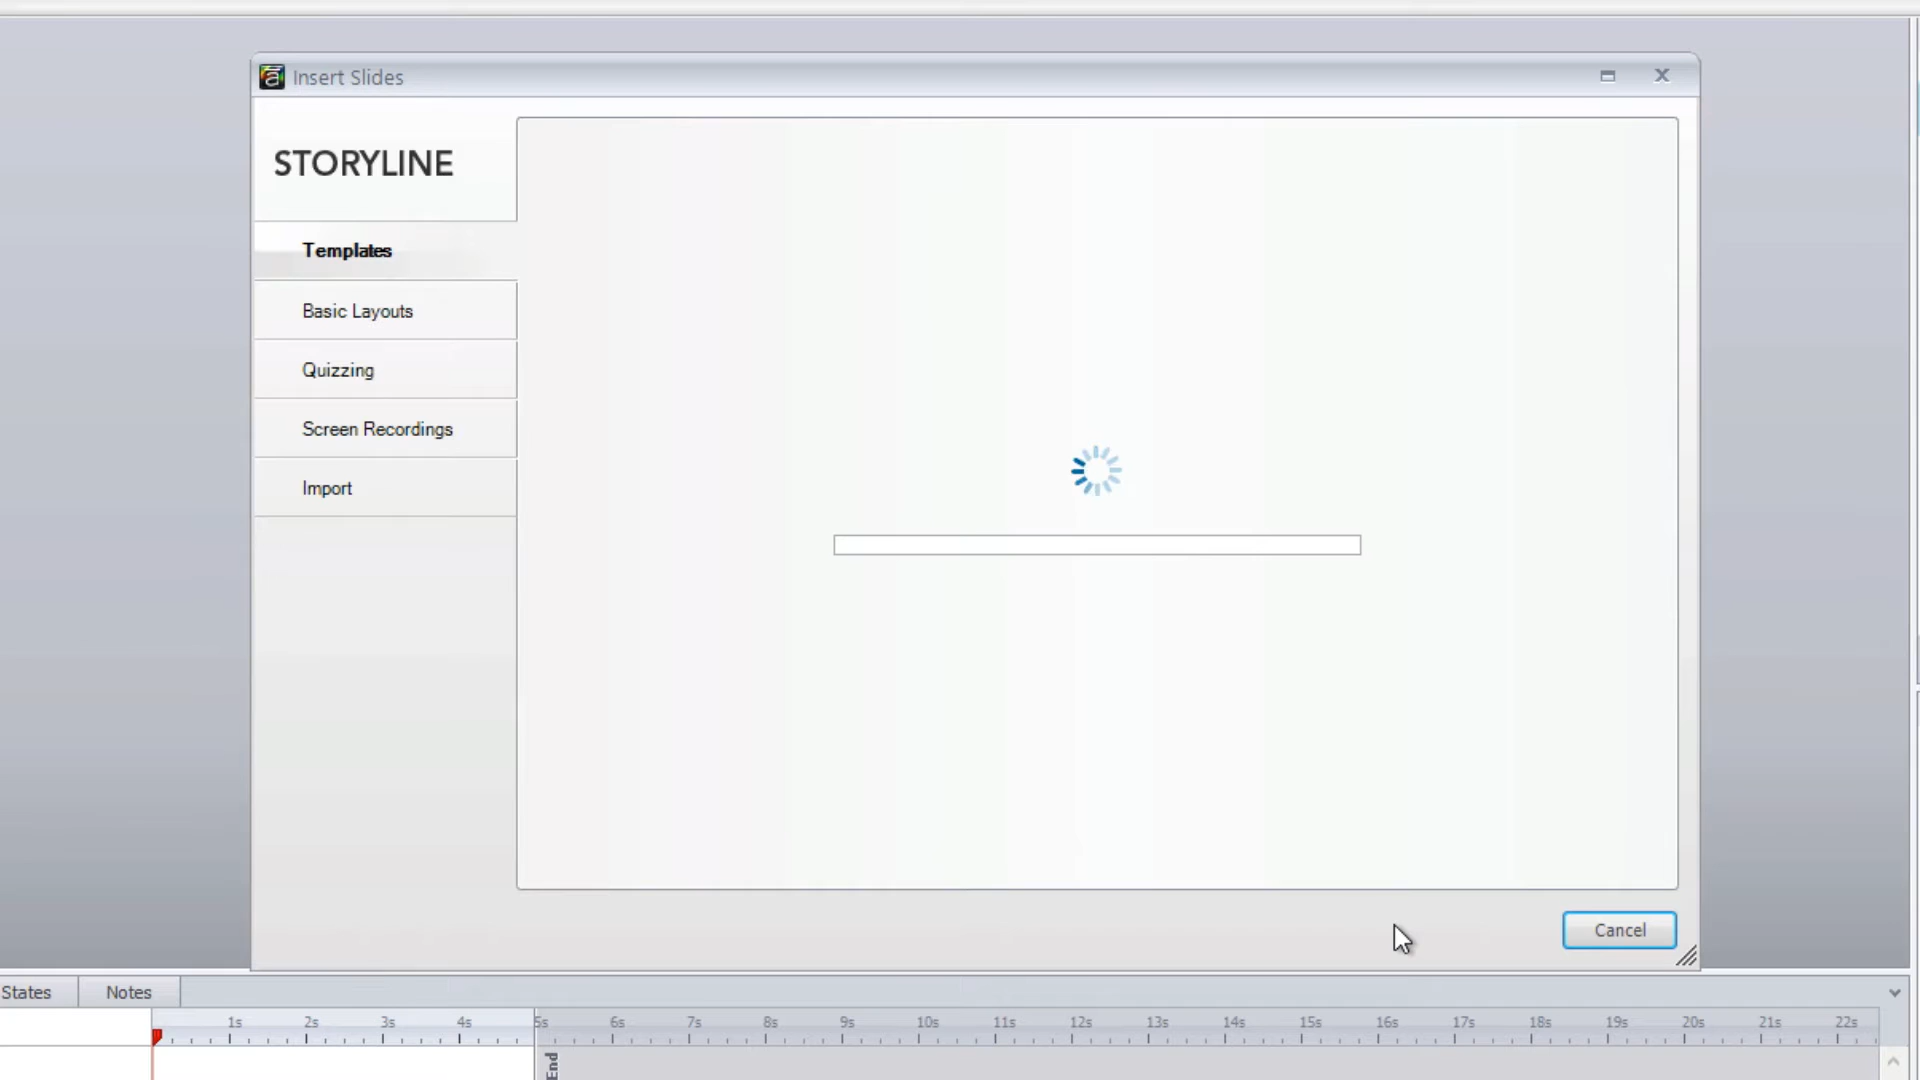 Insert Slides
STORYLINE
Templates
Basic Layouts
Quizzing
Screen Recordings
Import
Cancel
States Notes
1s 2s 3s 4s 5s 6s 7s 8s 9s 10s 11s 12s 13s 14s 15s 16s 17s 18s 19s 20s 21s 22s
End